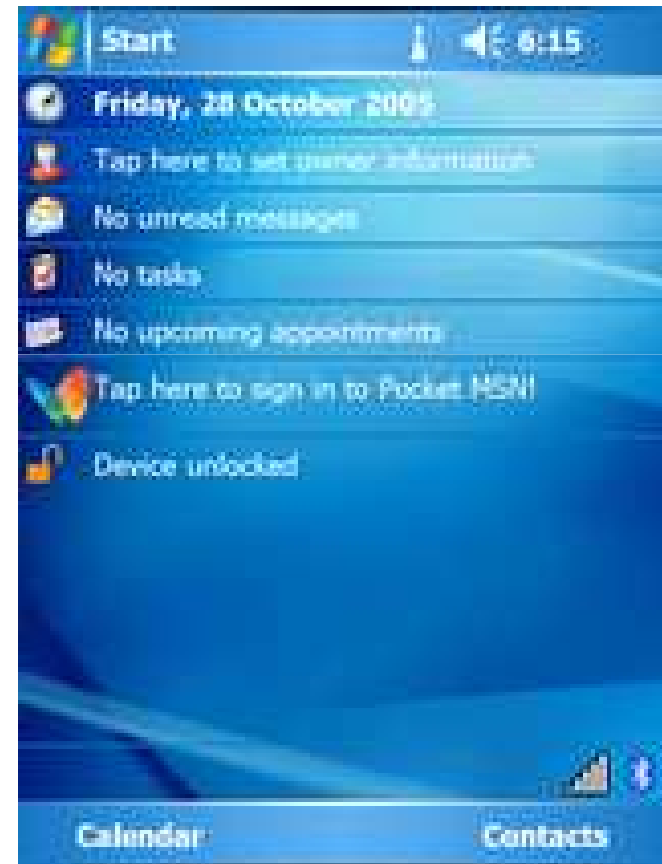 Start 6:15
Friday, 28 October 2005
Tap here to set owner information
No unread messages
No tasks
No upcoming appointments
Tap here to sign in to Pocket MSN!
Device unlocked
Calendar Contacts